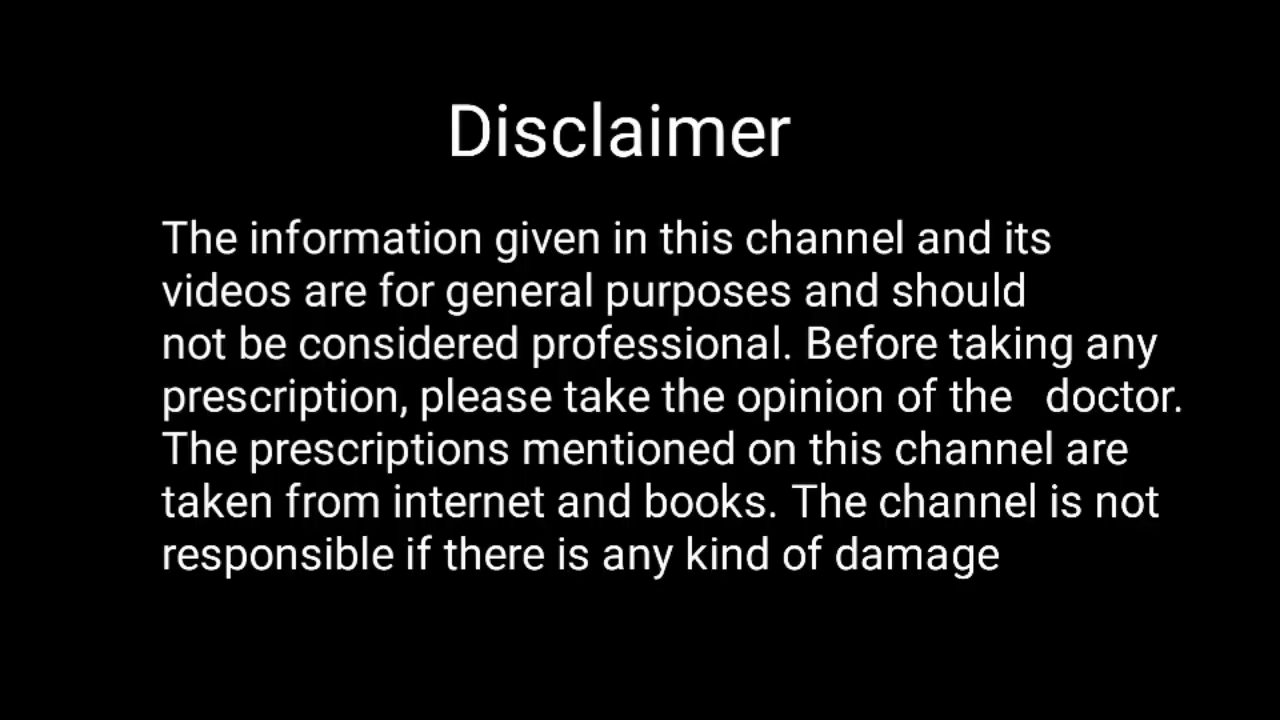 Disclaimer
The information given in this channel and its
videos are for general purposes and should
not be considered professional. Before taking any
prescription, please take the opinion of the   doctor.
The prescriptions mentioned on this channel are
taken from internet and books. The channel is not
responsible if there is any kind of damage